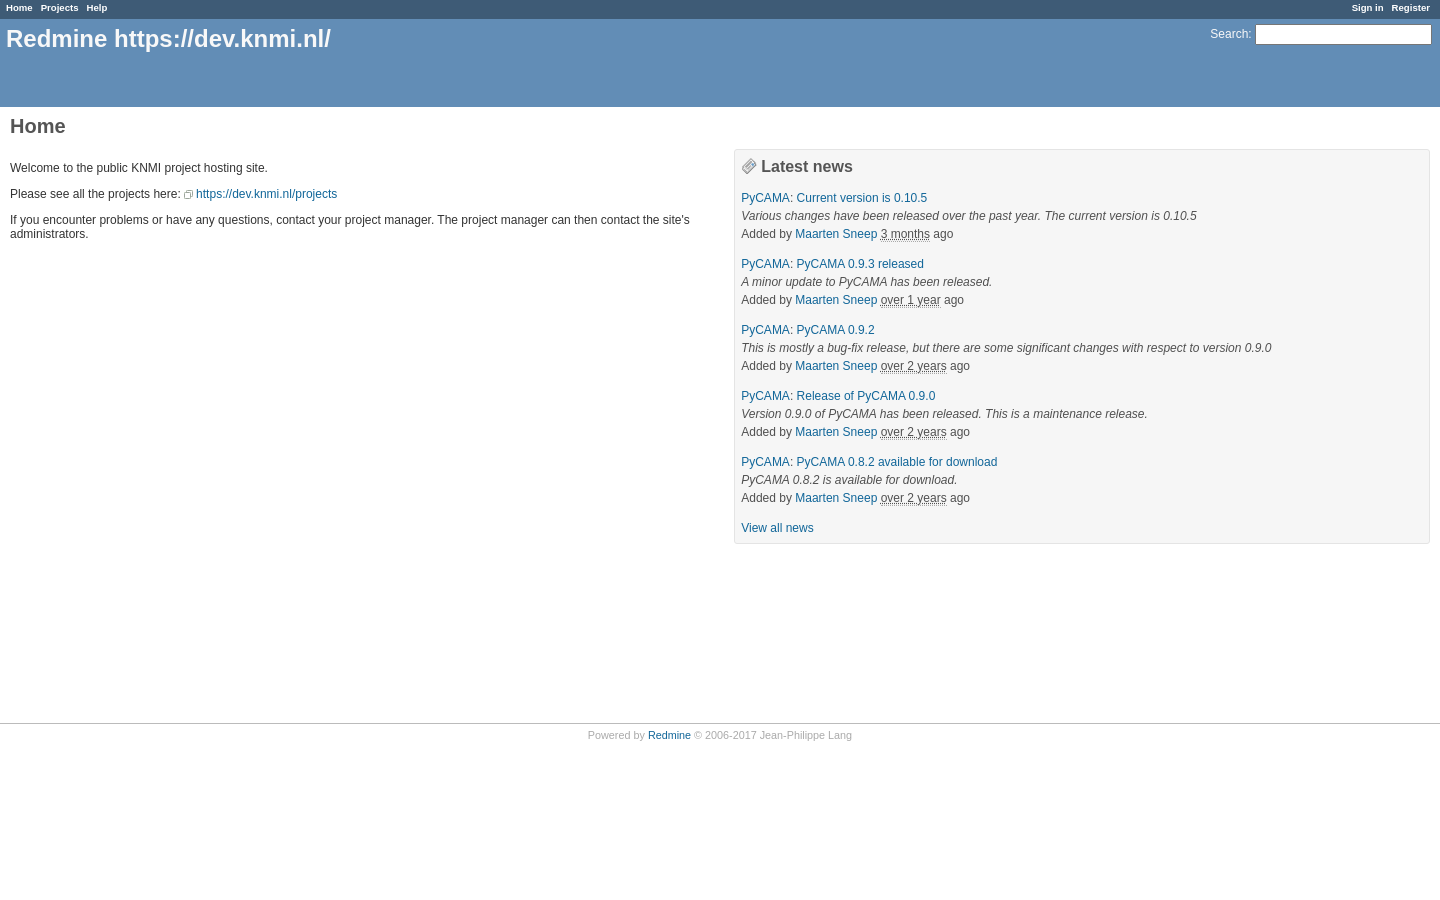 Home Projects Help
Sign in Register
Redmine https://dev.knmi.nl/
Search:
Home
Welcome to the public KNMI project hosting site.
Please see all the projects here: https://dev.knmi.nl/projects
If you encounter problems or have any questions, contact your project manager. The project manager can then contact the site's
administrators.
Latest news
PyCAMA: Current version is 0.10.5
Various changes have been released over the past year. The current version is 0.10.5
Added by Maarten Sneep 3 months ago
PyCAMA: PyCAMA 0.9.3 released
A minor update to PyCAMA has been released.
Added by Maarten Sneep over 1 year ago
PyCAMA: PyCAMA 0.9.2
This is mostly a bug-fix release, but there are some significant changes with respect to version 0.9.0
Added by Maarten Sneep over 2 years ago
PyCAMA: Release of PyCAMA 0.9.0
Version 0.9.0 of PyCAMA has been released. This is a maintenance release.
Added by Maarten Sneep over 2 years ago
PyCAMA: PyCAMA 0.8.2 available for download
PyCAMA 0.8.2 is available for download.
Added by Maarten Sneep over 2 years ago
View all news
Powered by Redmine © 2006-2017 Jean-Philippe Lang